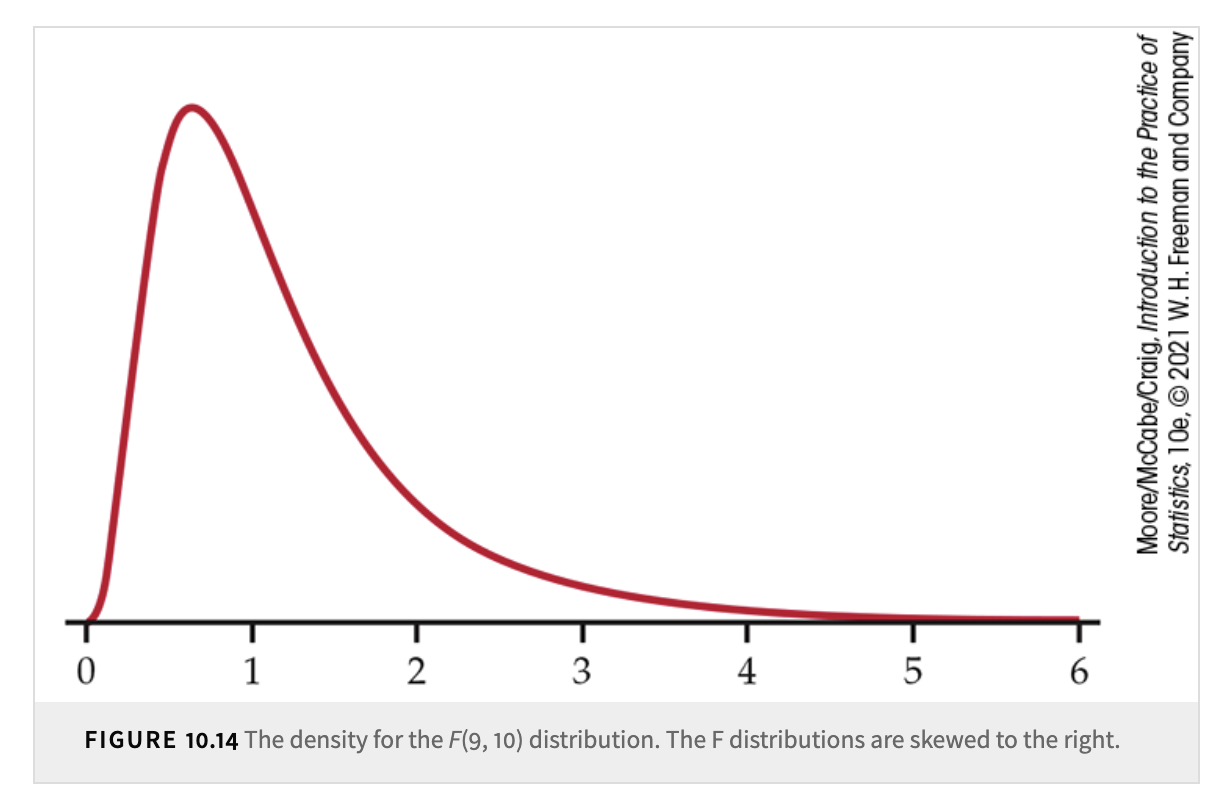 Moore/McCabe/Craig, Introduction to the Practice of
Statistics, 10e, © 2021 W. H. Freeman and Company
0 1 2 3 4 5 6
FIGURE 10.14 The density for the F(9, 10) distribution. The F distributions are skewed to the right.